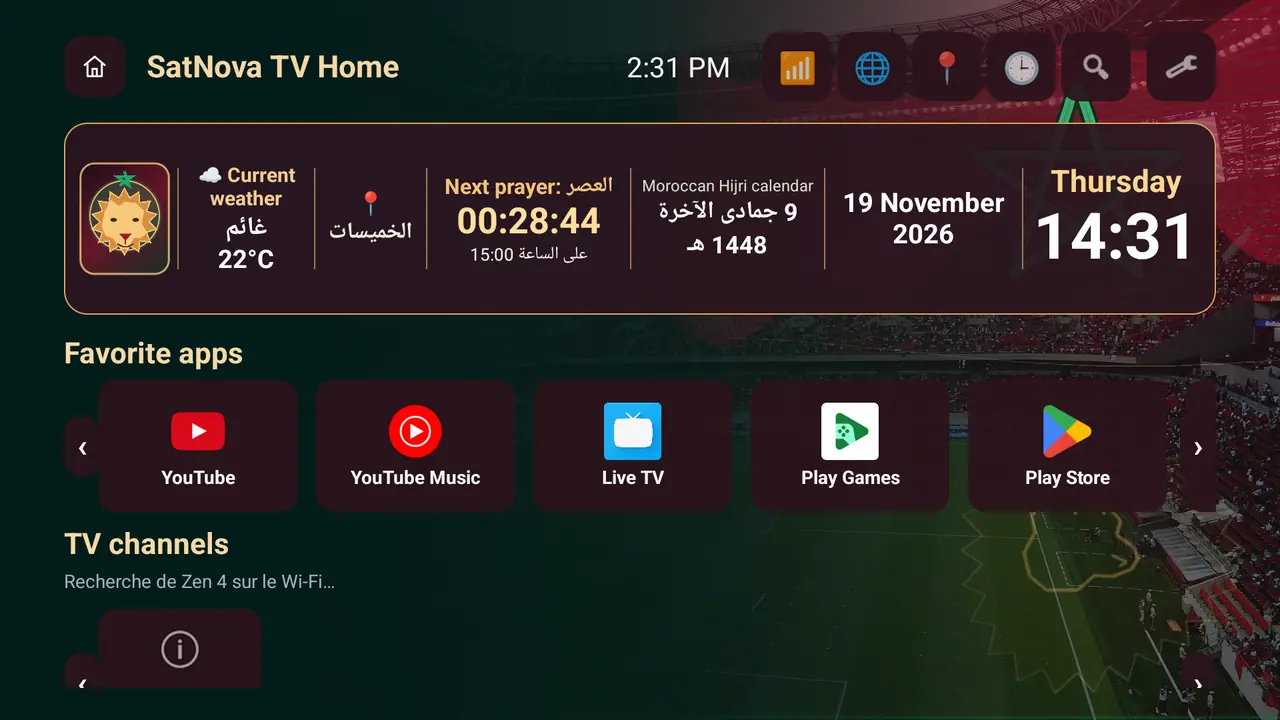 SatNova TV Home
2:31 PM
☁️ Current
weather
غائم
22°C
📍
الخميسات
Next prayer: العصر
00:28:44
على الساعة 15:00
Moroccan Hijri calendar
9 جمادى الآخرة
1448 هـ
19 November
2026
Thursday
14:31
Favorite apps
YouTube
YouTube Music
Live TV
Play Games
Play Store
TV channels
Recherche de Zen 4 sur le Wi-Fi…